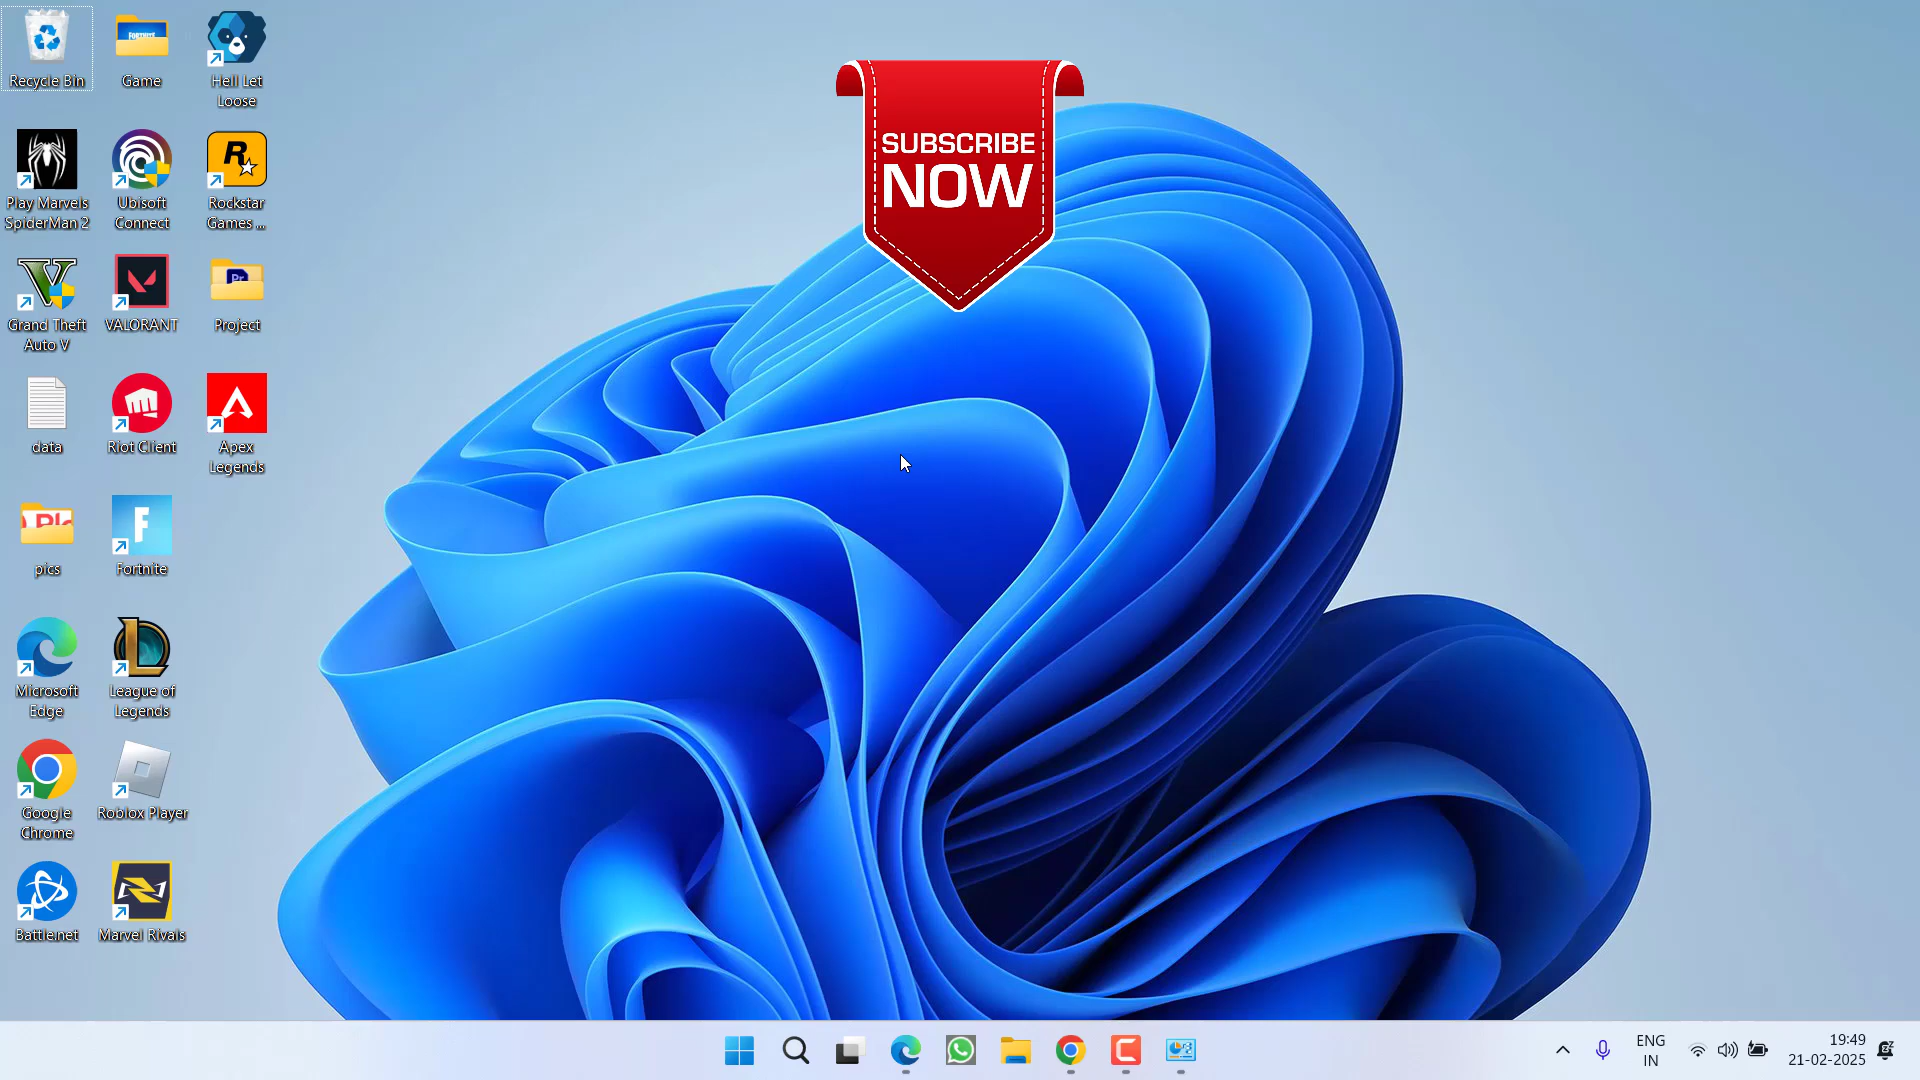 Recycle Bin
Game
Hell Let
Loose
Play Marvels
SpiderMan 2
Ubisoft
Connect
Rockstar
Games ...
Grand Theft
Auto V
VALORANT
Project
data
Riot Client
Apex
Legends
pics
Fortnite
Microsoft
Edge
League of
Legends
Google
Chrome
Roblox Player
Battle.net
Marvel Rivals
SUBSCRIBE
NOW
ENG
IN
19:49
21-02-2025